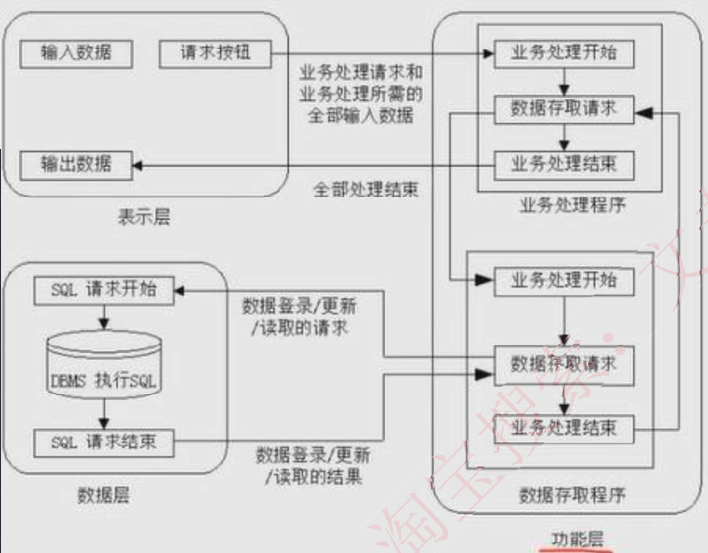 输入数据
请求按钮
业务处理请求和
业务处理所需的
全部输入数据
业务处理开始
数据存取请求
输出数据
业务处理结束
全部处理结束
表示层
业务处理程序
SQL 请求开始
数据登录/更新
/读取的请求
业务处理开始
DBMS 执行SQL
数据存取请求
SQL 请求结束
数据登录/更新
/读取的结果
业务处理结束
数据层
数据存取程序
功能层
淘宝搜索：文